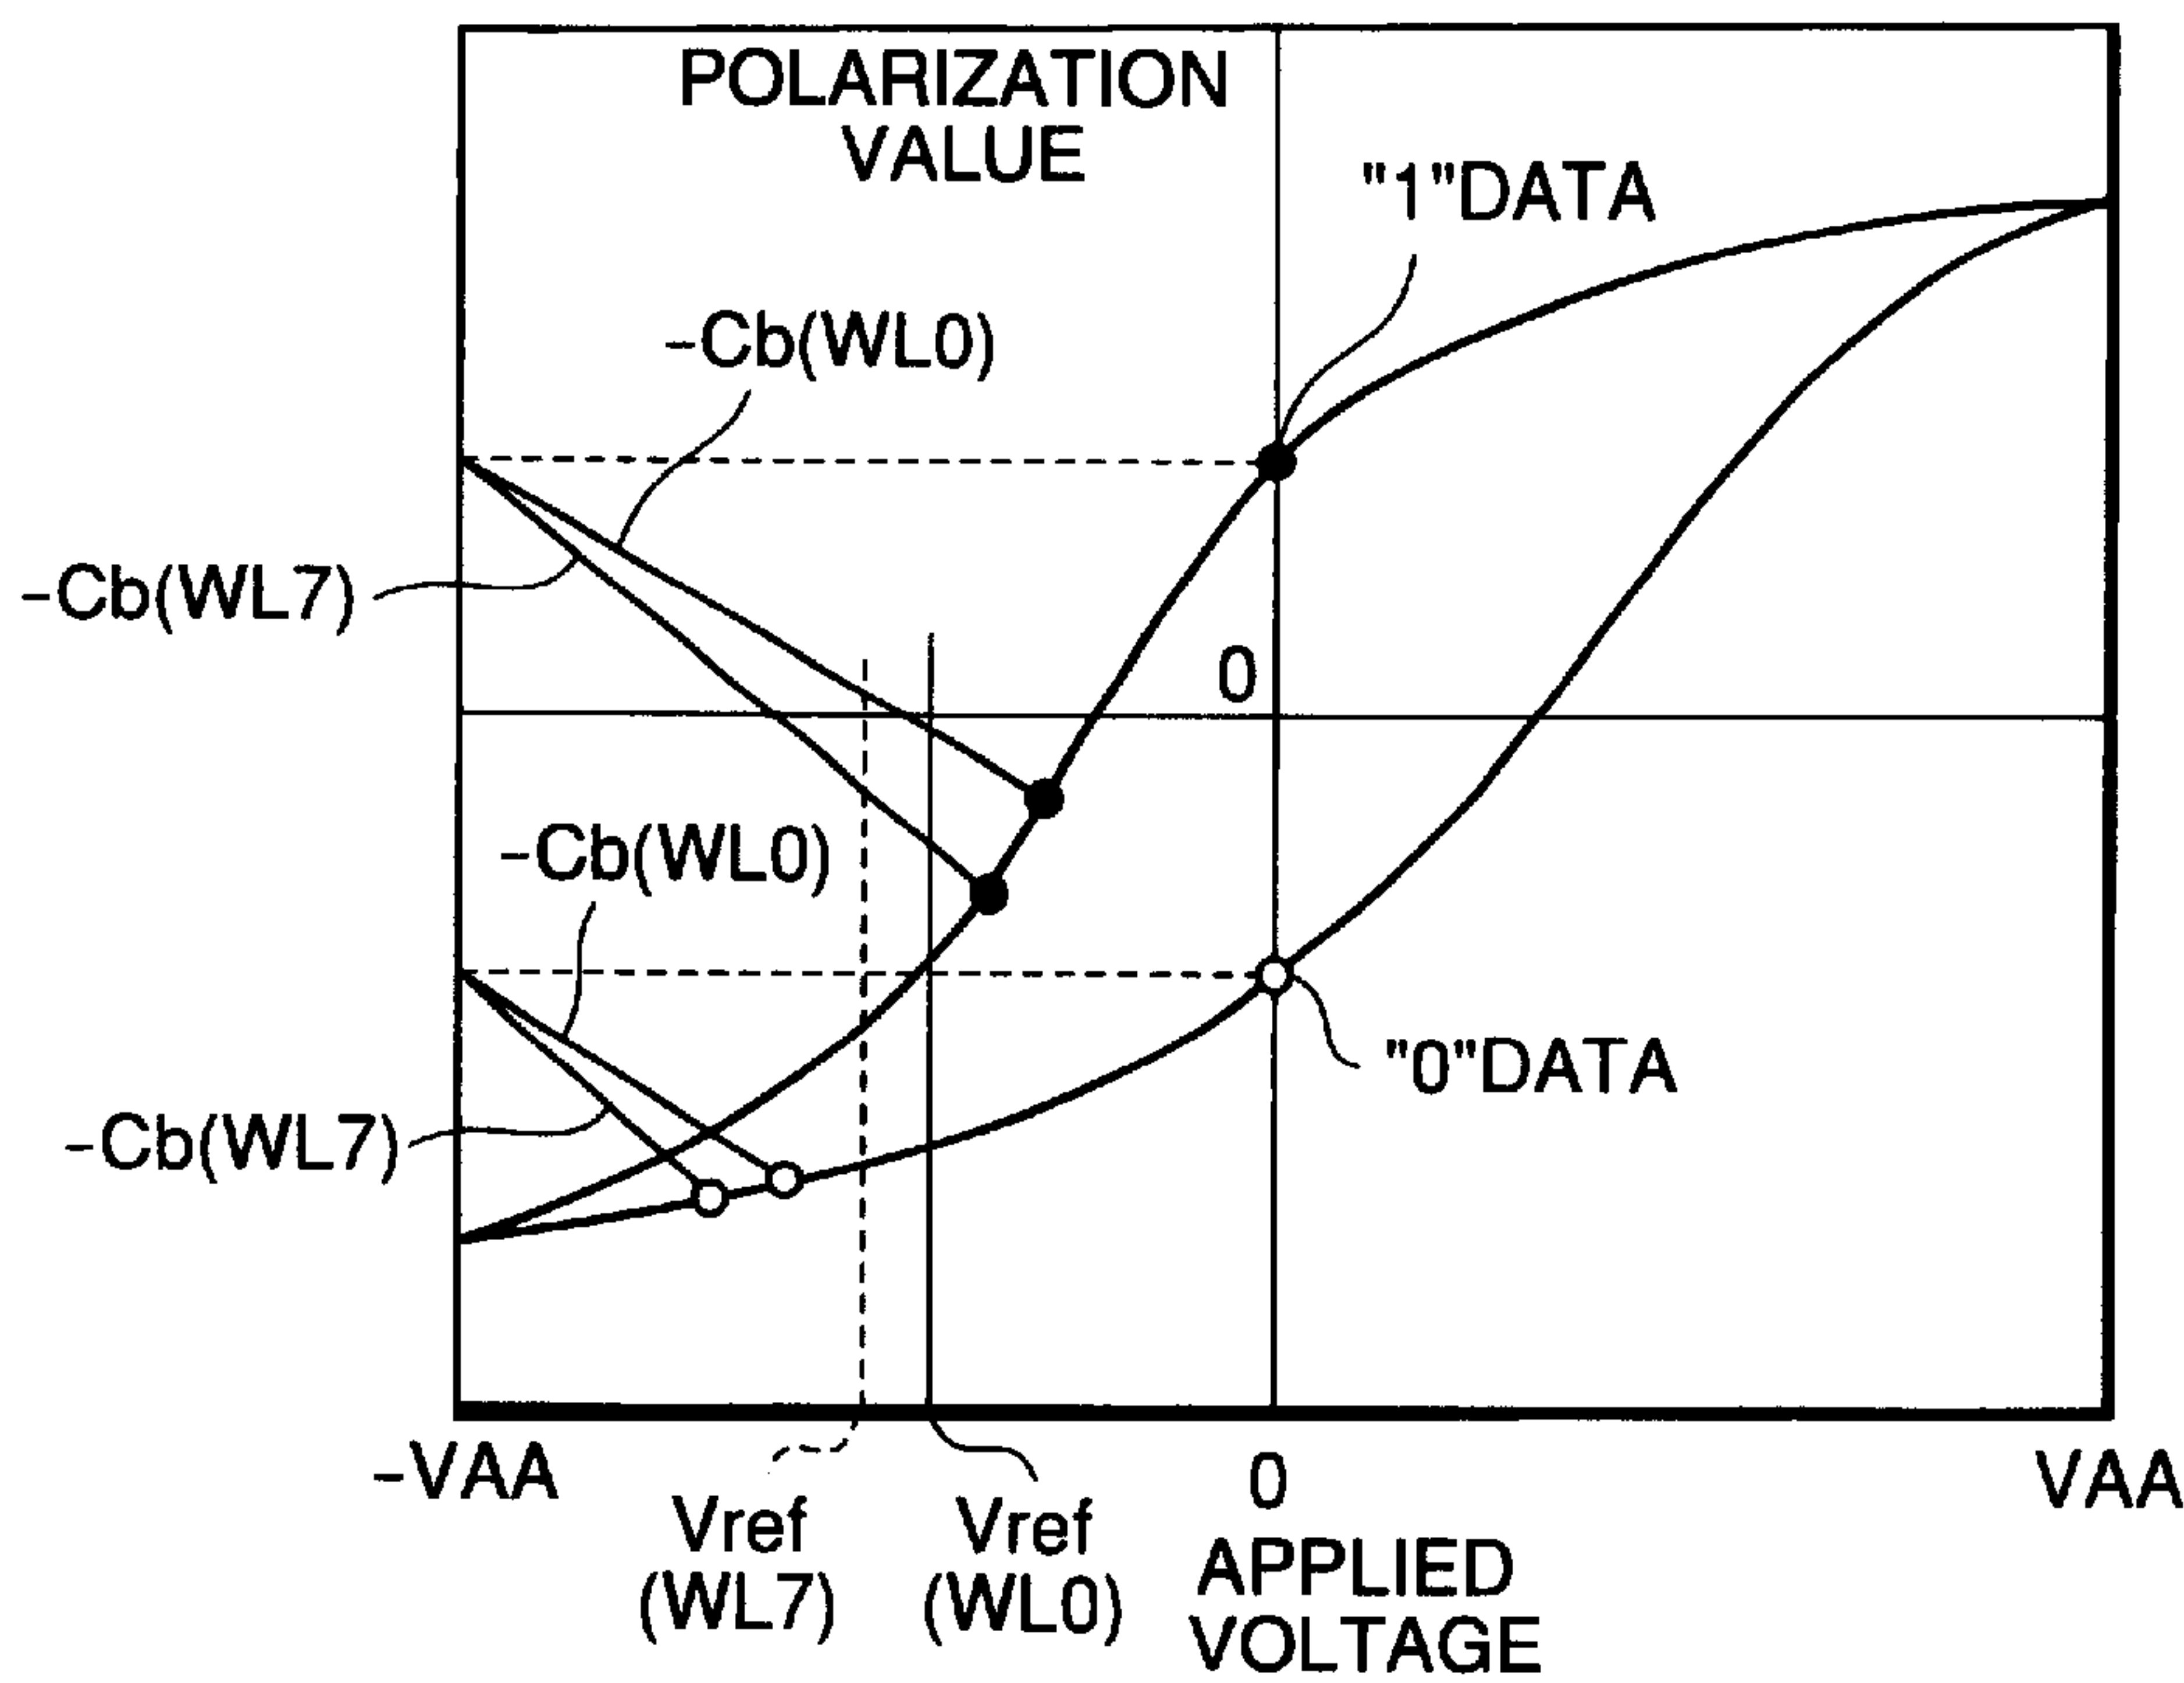 POLARIZATION
VALUE
"1"DATA
-Cb(WL0)
-Cb(WL7)
0
-Cb(WL0)
"0"DATA
-Cb(WL7)
-VAA
0
VAA
Vref
(WL7)
Vref
(WL0)
APPLIED
VOLTAGE